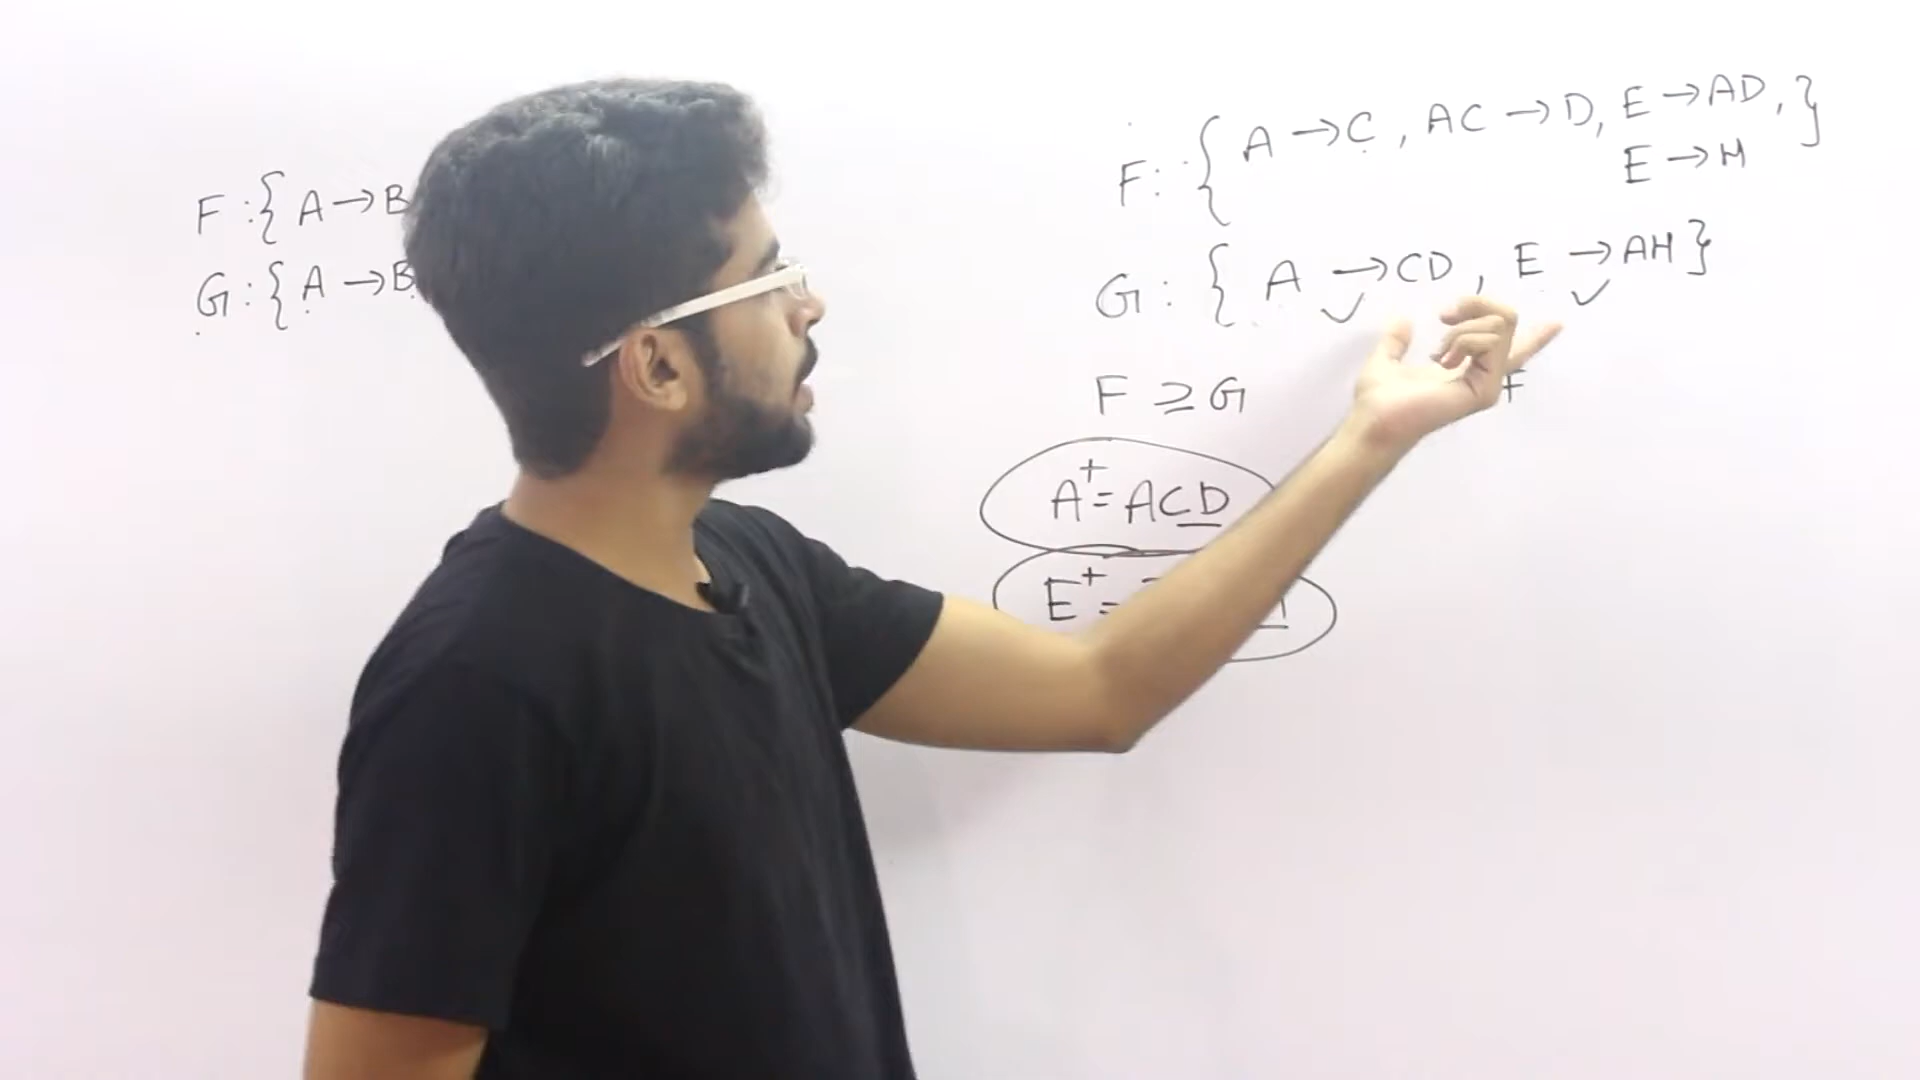 F:{ A→B
G:{ A→B
F: { A→C, AC→D, E→AD, }
E→H
G: { A→CD, E→AH}
F ⊇ G
F
A⁺= ACD
E⁺=